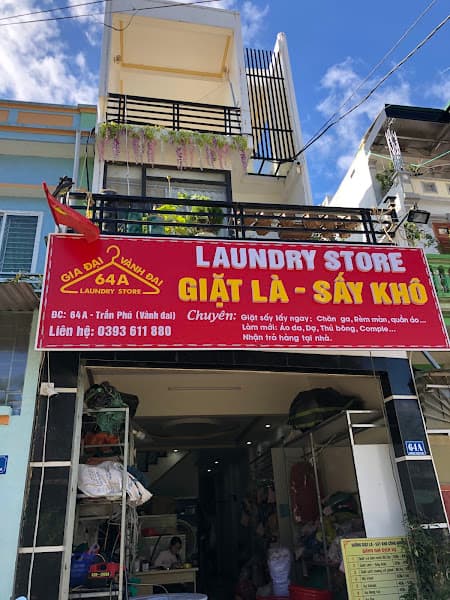 GIA ĐẠI VÀNH ĐAI
64A
LAUNDRY STORE
ĐC: 64A - Trần Phú (Vành đai)
Liên hệ: 0393 611 880
LAUNDRY STORE
GIẶT LÀ - SẤY KHÔ
Chuyên: Giặt sấy lấy ngay: Chăn ga, Rèm màn, quần áo...
Làm mới: Áo da, Dạ, Thú bông, Comple...
Nhận trả hàng tại nhà.
64A